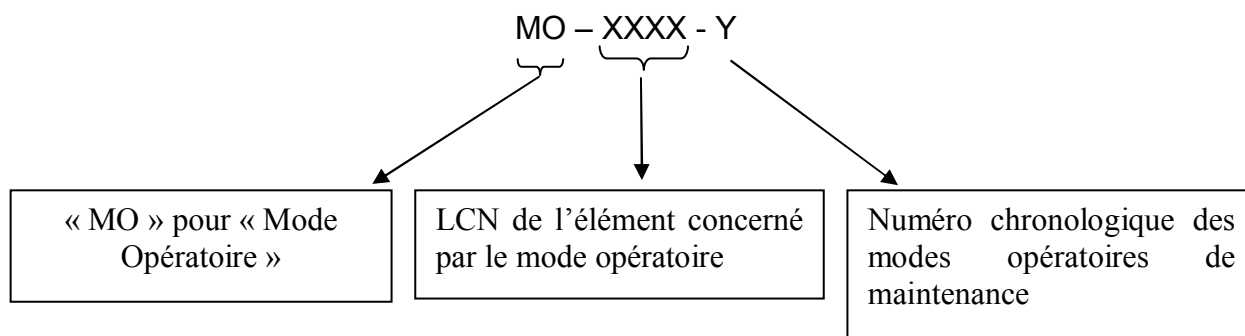 MO – XXXX - Y
« MO » pour « Mode
Opératoire »
LCN de l’élément concerné
par le mode opératoire
Numéro chronologique des
modes opératoires de
maintenance